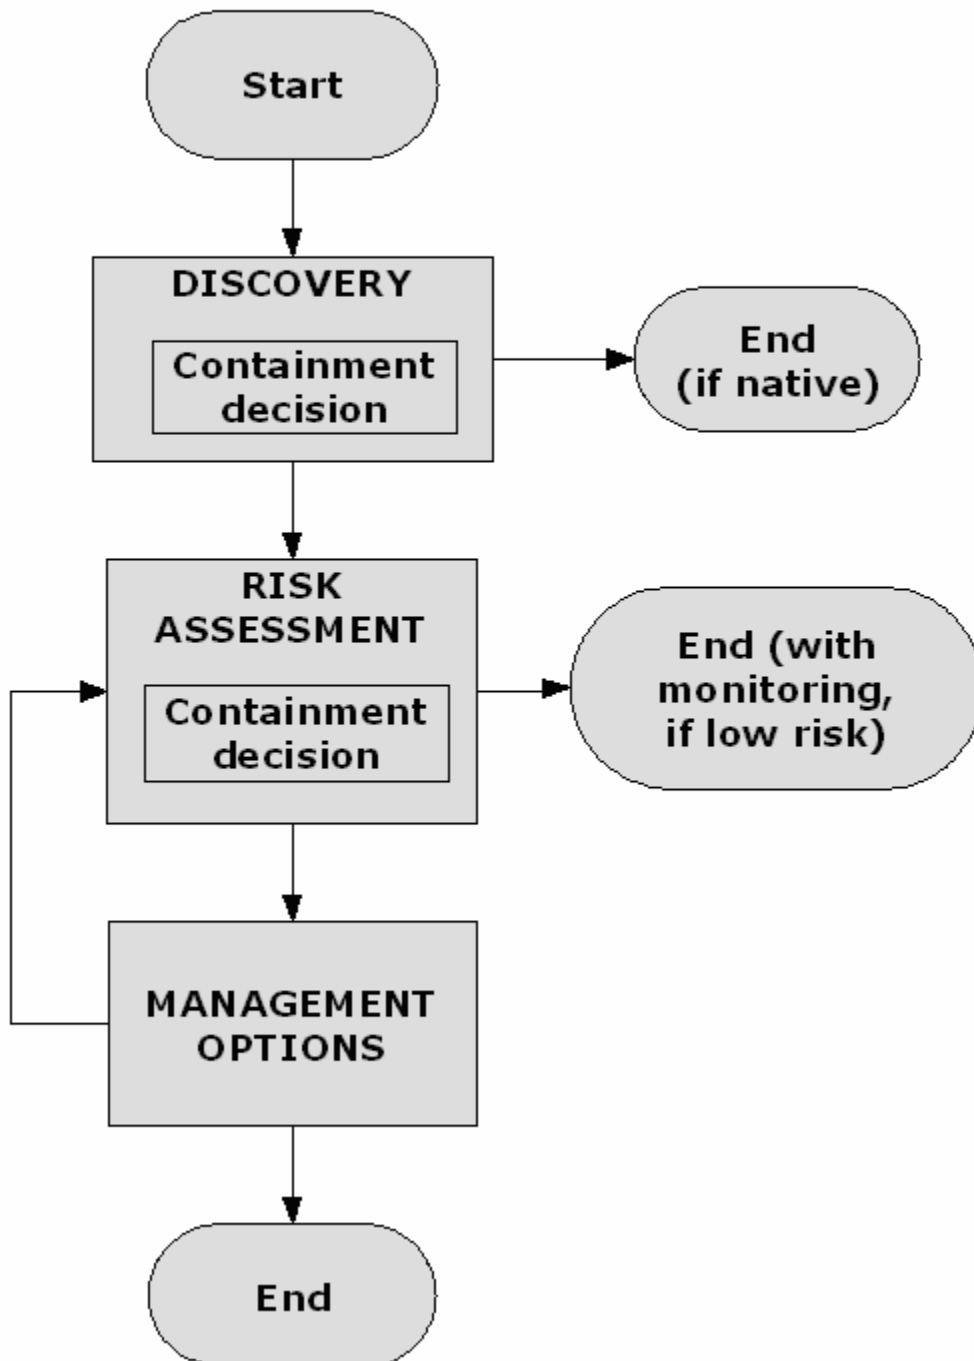 Start
DISCOVERY
Containment
decision
End
(if native)
RISK
ASSESSMENT
Containment
decision
End (with
monitoring,
if low risk)
MANAGEMENT
OPTIONS
End